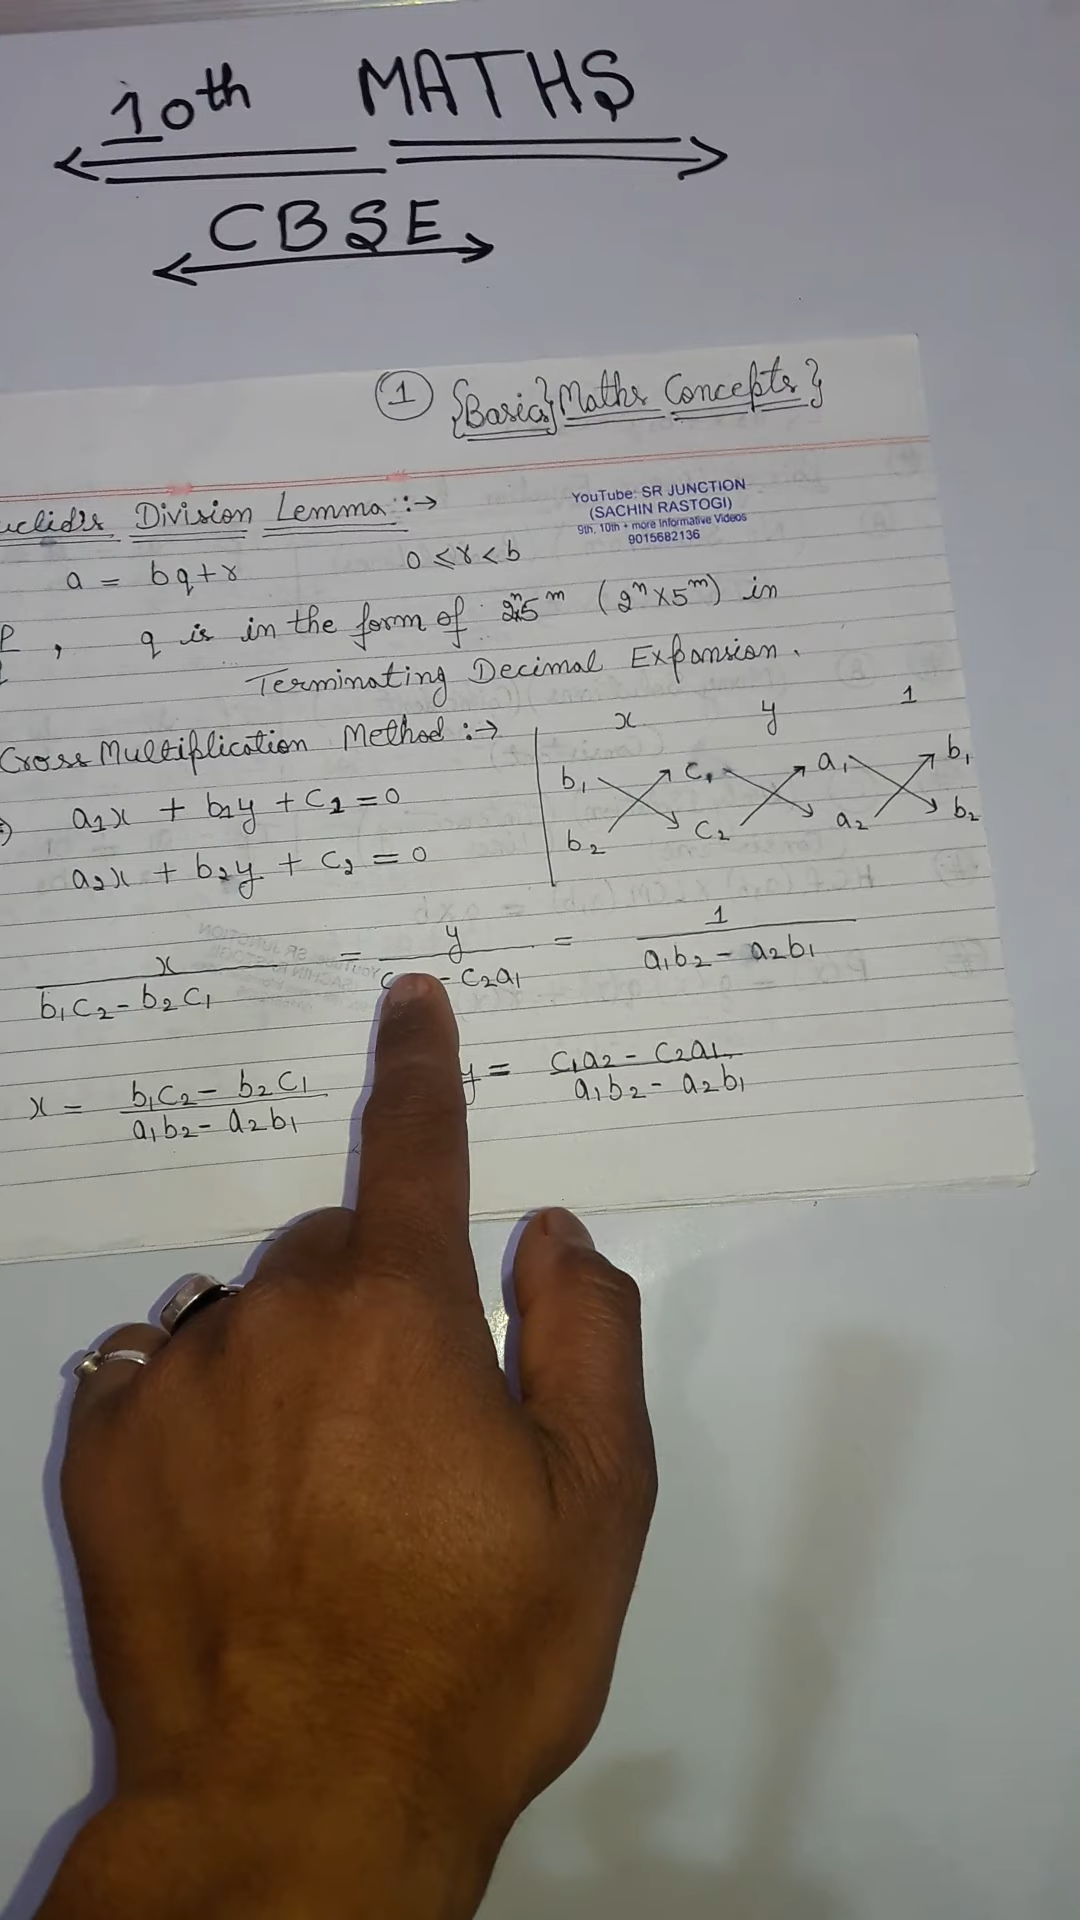 10th MATHS
CBSE
1 {Basics} Maths Concepts}
uclid's Division Lemma :→
YouTube: SR JUNCTION
(SACHIN RASTOGI)
9th, 10th + more Informative Videos
9015682136
a = bq+r 0<r<b
, q is in the form of 2ⁿ×5ᵐ (2ⁿ×5ᵐ) in
Terminating Decimal Expansion.
Cross Multiplication Method :→
x y 1
b₁ c₁ a₁ b₁
b₂ c₂ a₂ b₂
a₁x + b₁y + c₁ = 0
a₂x + b₂y + c₂ = 0
x = y = 1
b₁c₂ - b₂c₁ - c₂a₁ a₁b₂ - a₂b₁
x = b₁c₂ - b₂c₁ y = c₁a₂ - c₂a₁
a₁b₂ - a₂b₁ a₁b₂ - a₂b₁